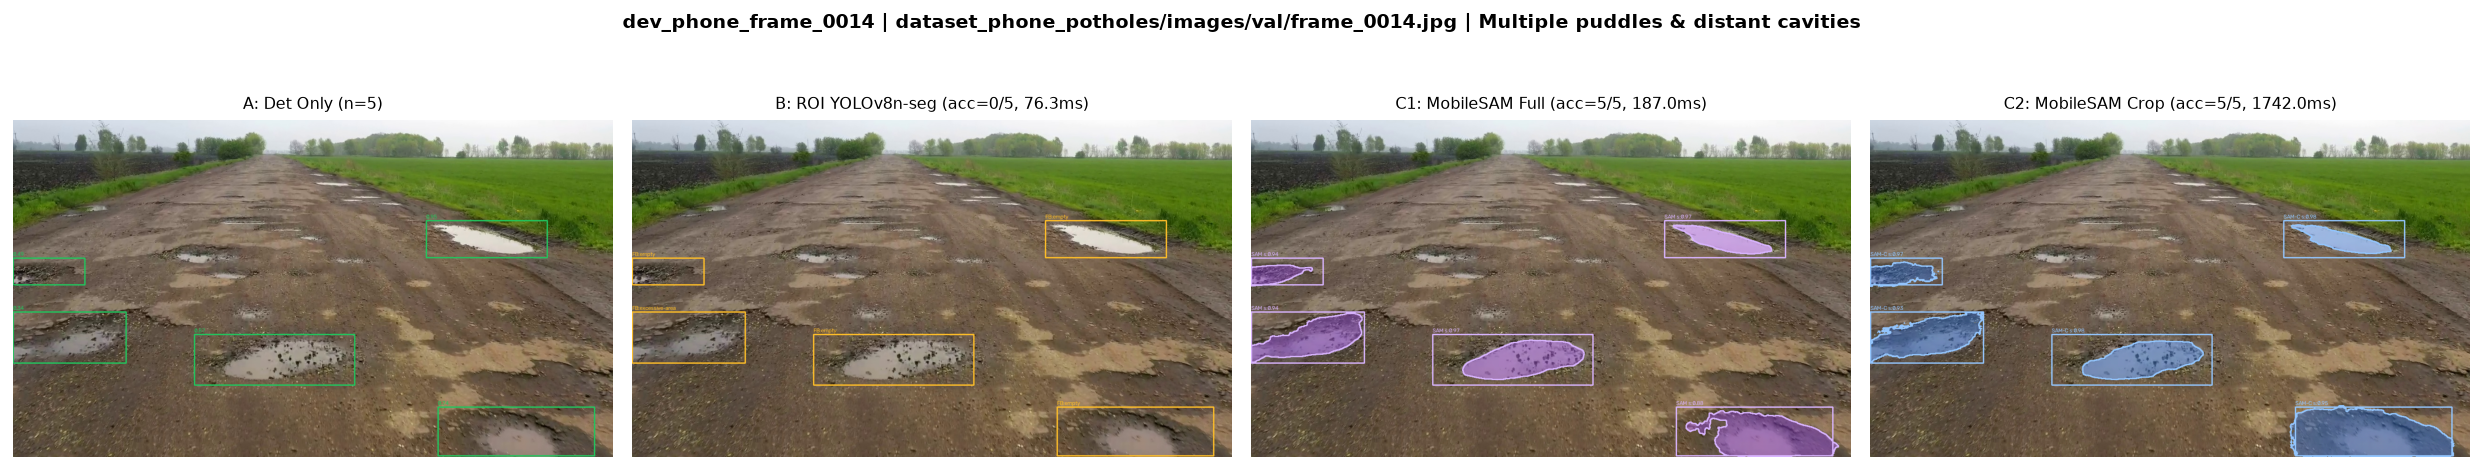 dev_phone_frame_0014 | dataset_phone_potholes/images/val/frame_0014.jpg | Multiple puddles & distant cavities
A: Det Only (n=5)
B: ROI YOLOv8n-seg (acc=0/5, 76.3ms)
C1: MobileSAM Full (acc=5/5, 187.0ms)
C2: MobileSAM Crop (acc=5/5, 1742.0ms)